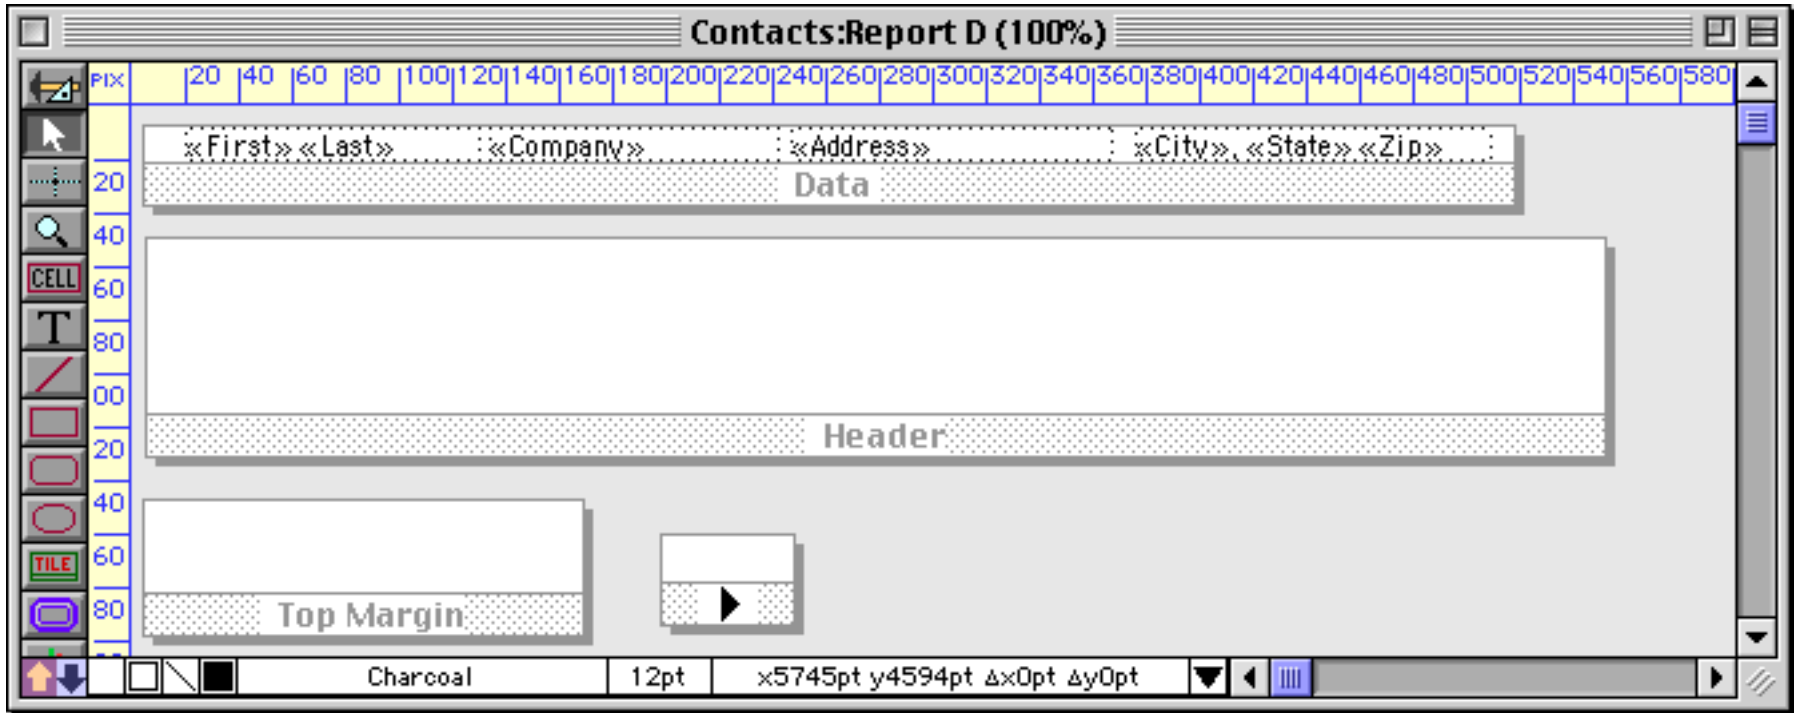 Contacts:Report D (100%)
PIX 20 40 60 80 100 120 140 160 180 200 220 240 260 280 300 320 340 360 380 400 420 440 460 480 500 520 540 560 580
«First» «Last» «Company» «Address» «City», «State» «Zip»
20 Data
40
CELL
60
T
80
00
20 Header
40
TILE 60
80 Top Margin
Charcoal 12pt x5745pt y4594pt Δx0pt Δy0pt